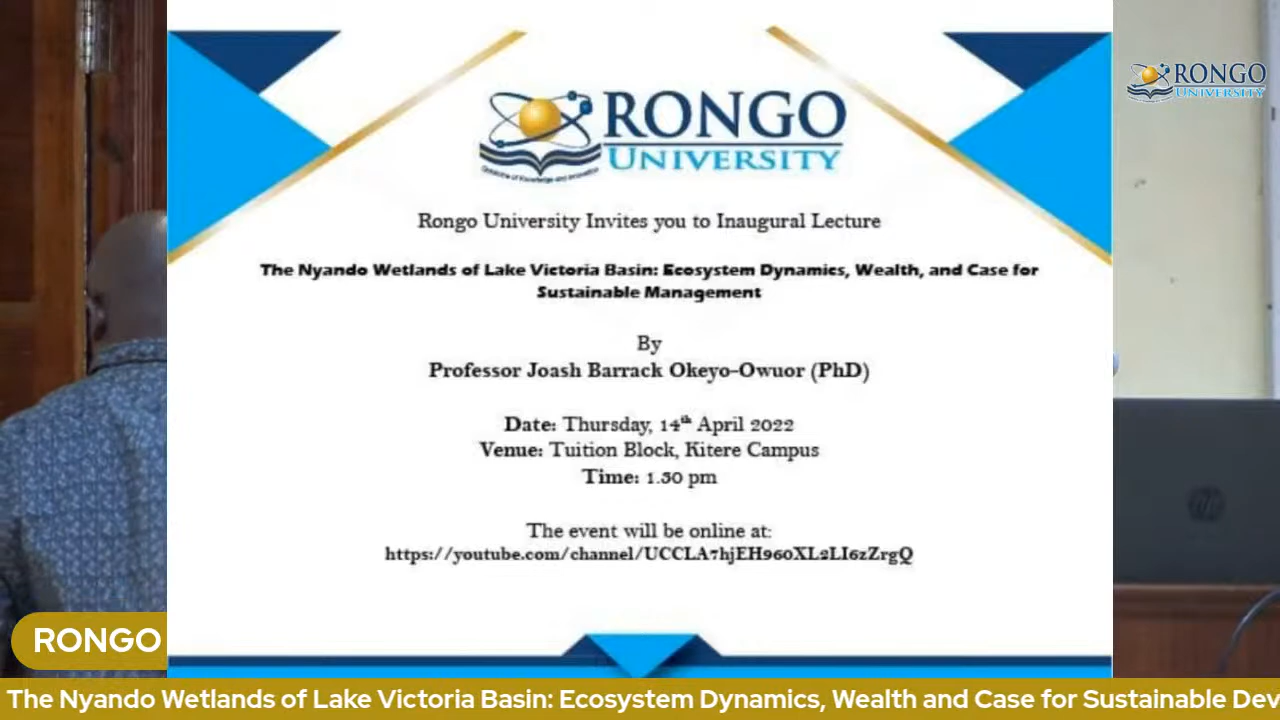 RONGO
UNIVERSITY
Rongo University Invites you to Inaugural Lecture
The Nyando Wetlands of Lake Victoria Basin: Ecosystem Dynamics, Wealth, and Case for
Sustainable Management
By
Professor Joash Barrack Okeyo-Owuor (PhD)
Date: Thursday, 14th April 2022
Venue: Tuition Block, Kitere Campus
Time: 1.30 pm
The event will be online at:
https://youtube.com/channel/UCCLA7hjEH960XL2LI6zZrgQ
RONGO
UNIVERSITY
RONGO
The Nyando Wetlands of Lake Victoria Basin: Ecosystem Dynamics, Wealth and Case for Sustainable Dev